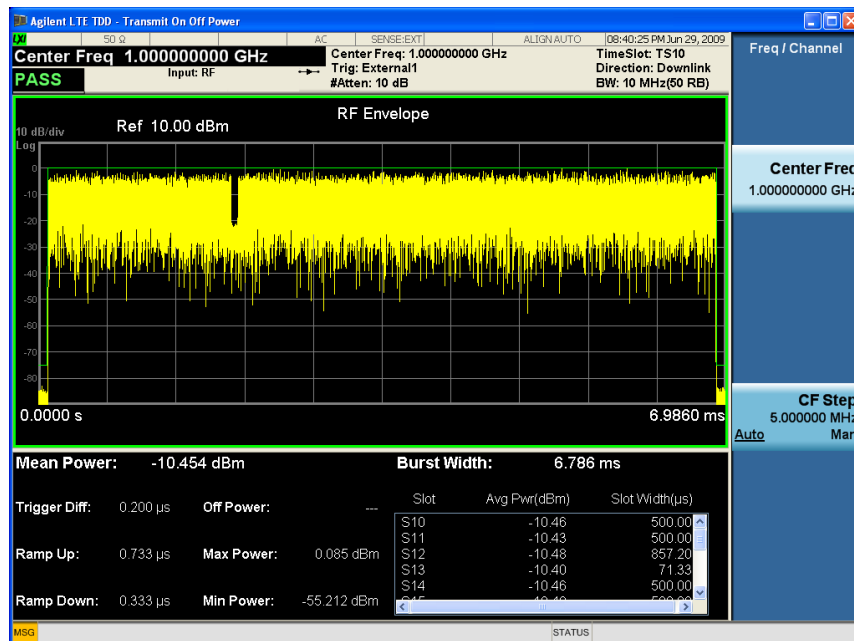 Agilent LTE TDD - Transmit On Off Power
LXI 50 Ω AC SENSE:EXT ALIGN AUTO 08:40:25 PM Jun 29, 2009
Center Freq 1.000000000 GHz
Center Freq: 1.000000000 GHz
TimeSlot: TS10
Input: RF
Trig: External1
Direction: Downlink
PASS
#Atten: 10 dB
BW: 10 MHz(50 RB)
Freq / Channel
RF Envelope
10 dB/div
Ref 10.00 dBm
Log
0
-10
-20
-30
-40
-50
-60
-70
-80
0.0000 s
6.9860 ms
Center Freq
1.000000000 GHz
CF Step
5.000000 MHz
Auto Man
Mean Power: -10.454 dBm
Burst Width: 6.786 ms
Trigger Diff: 0.200 µs
Off Power: ---
Ramp Up: 0.733 µs
Max Power: 0.085 dBm
Ramp Down: 0.333 µs
Min Power: -55.212 dBm
Slot Avg Pwr(dBm) Slot Width(µs)
S10 -10.46 500.00
S11 -10.43 500.00
S12 -10.48 857.20
S13 -10.40 71.33
S14 -10.46 500.00
MSG
STATUS